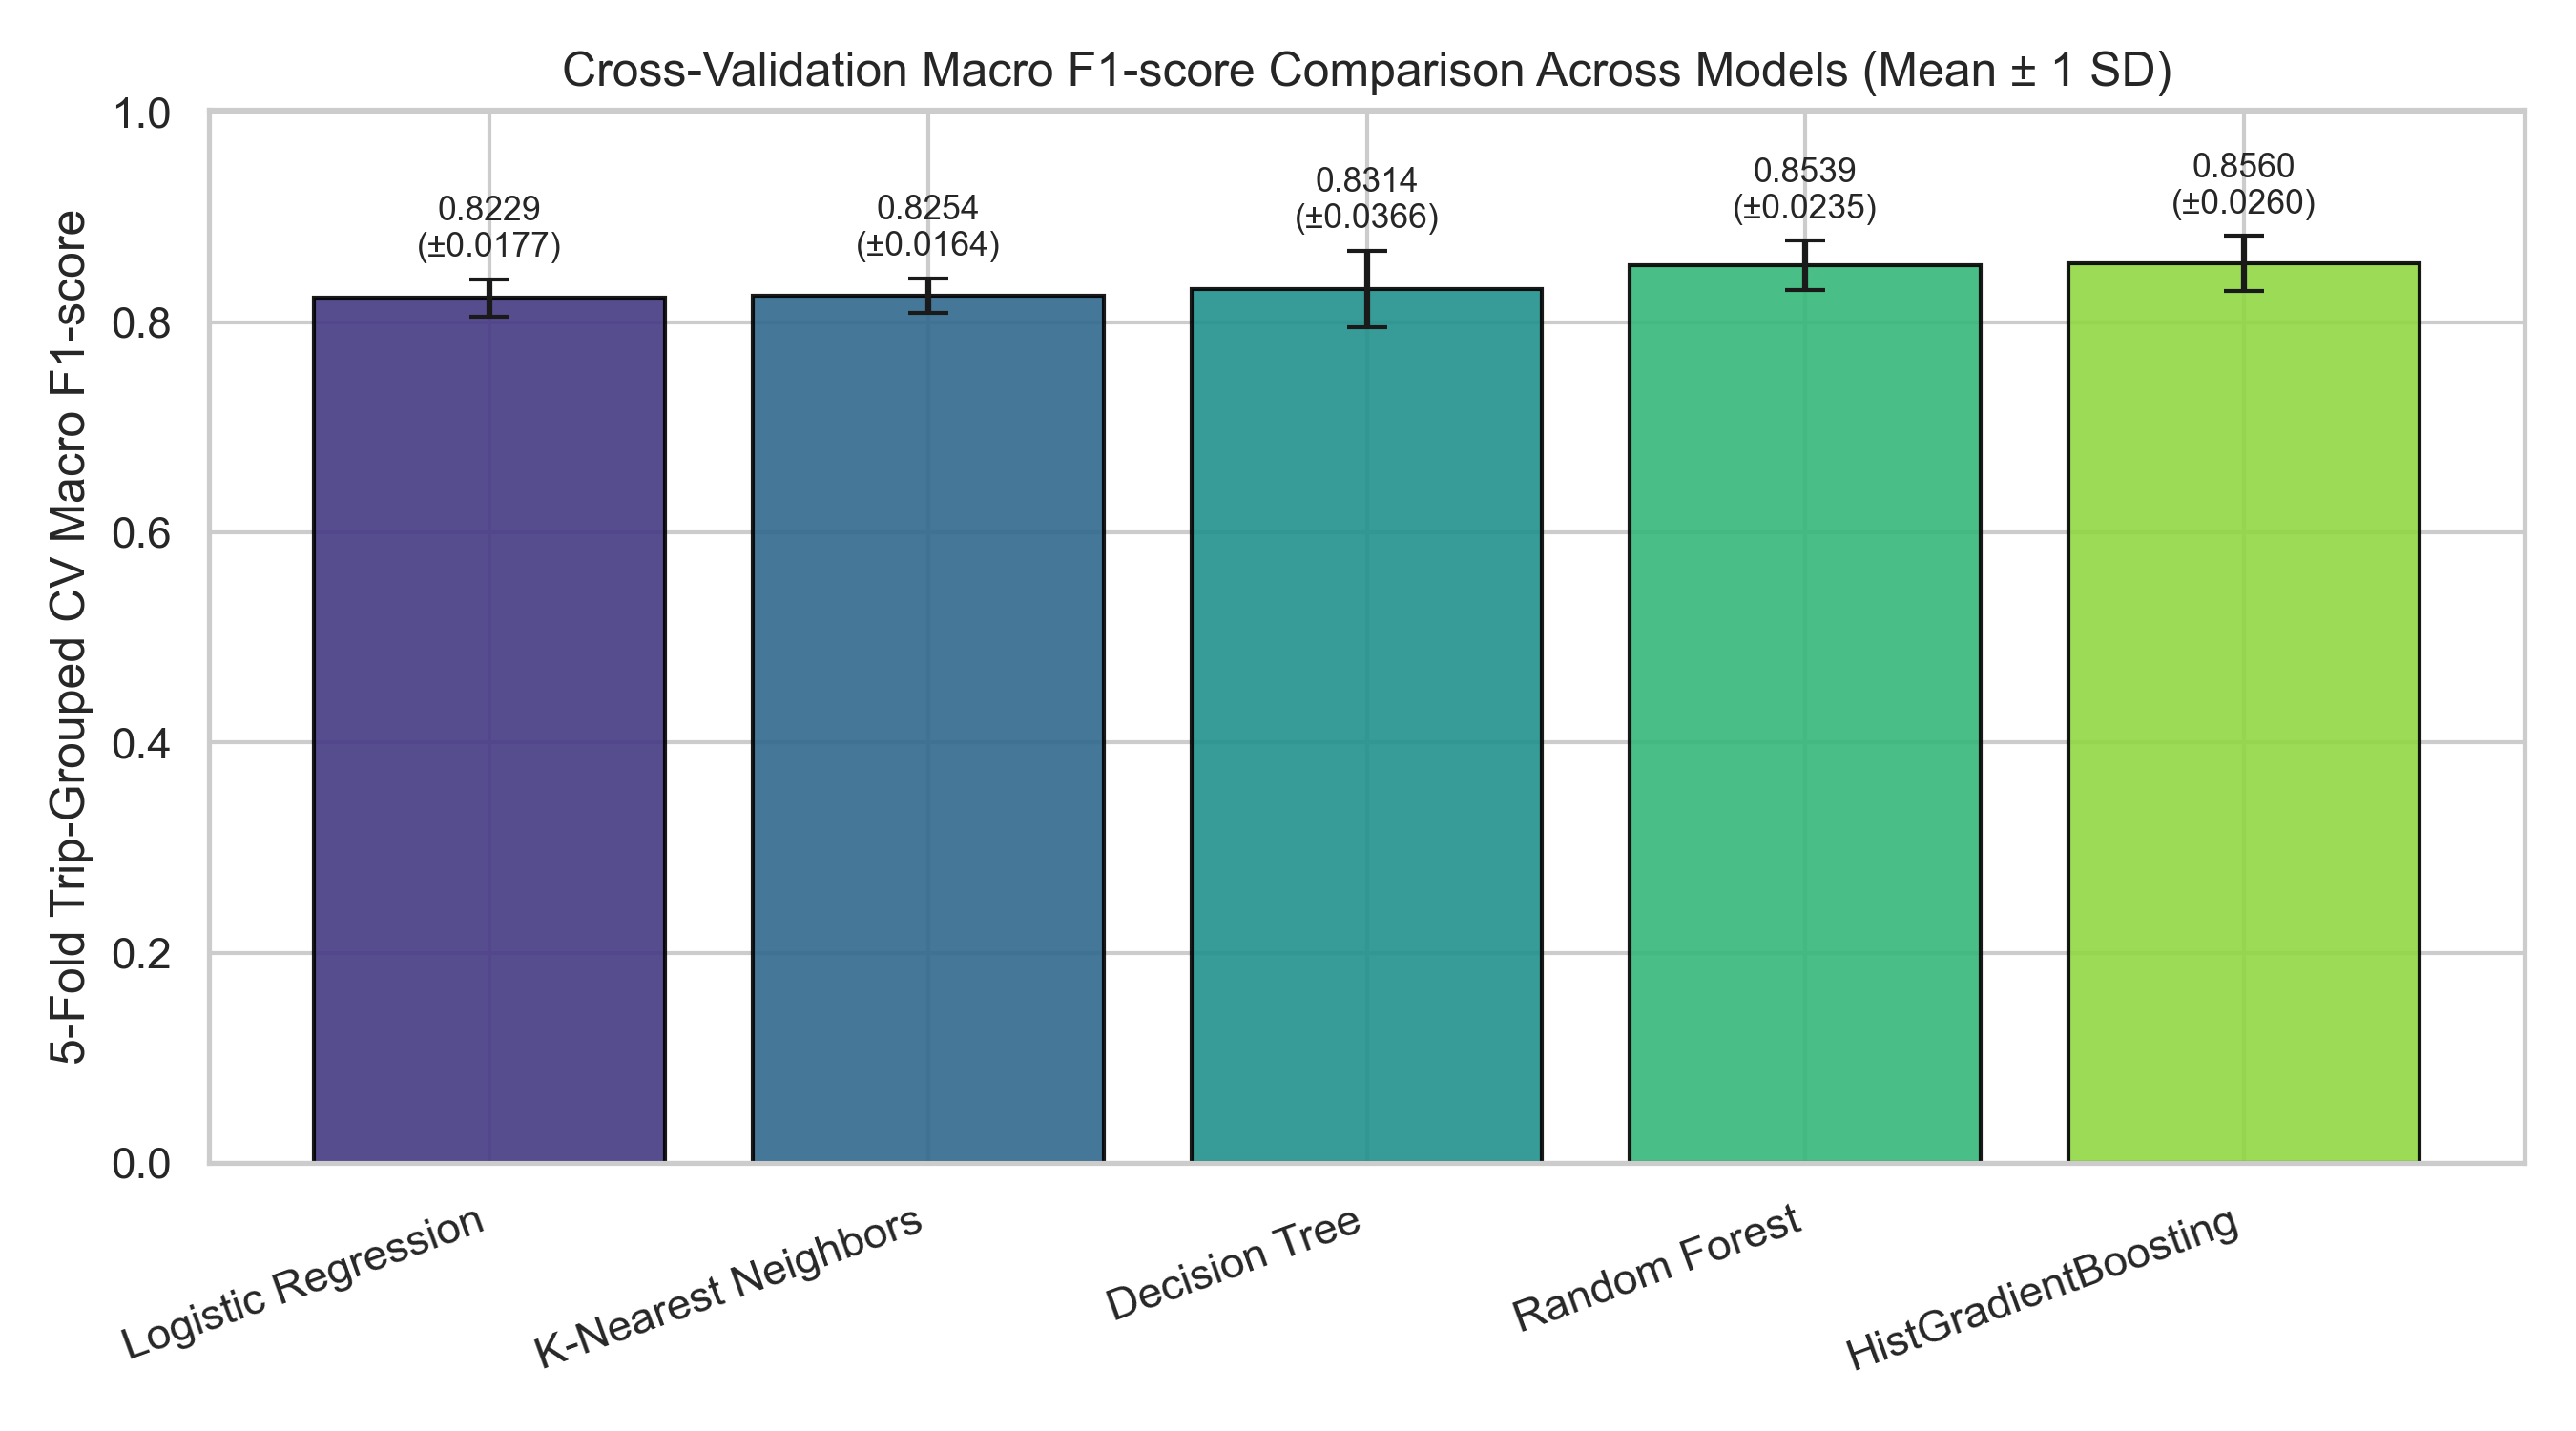 Cross-Validation Macro F1-score Comparison Across Models (Mean ± 1 SD)
5-Fold Trip-Grouped CV Macro F1-score
1.0
0.8
0.6
0.4
0.2
0.0
0.8229
(±0.0177)
0.8254
(±0.0164)
0.8314
(±0.0366)
0.8539
(±0.0235)
0.8560
(±0.0260)
Logistic Regression
K-Nearest Neighbors
Decision Tree
Random Forest
HistGradientBoosting